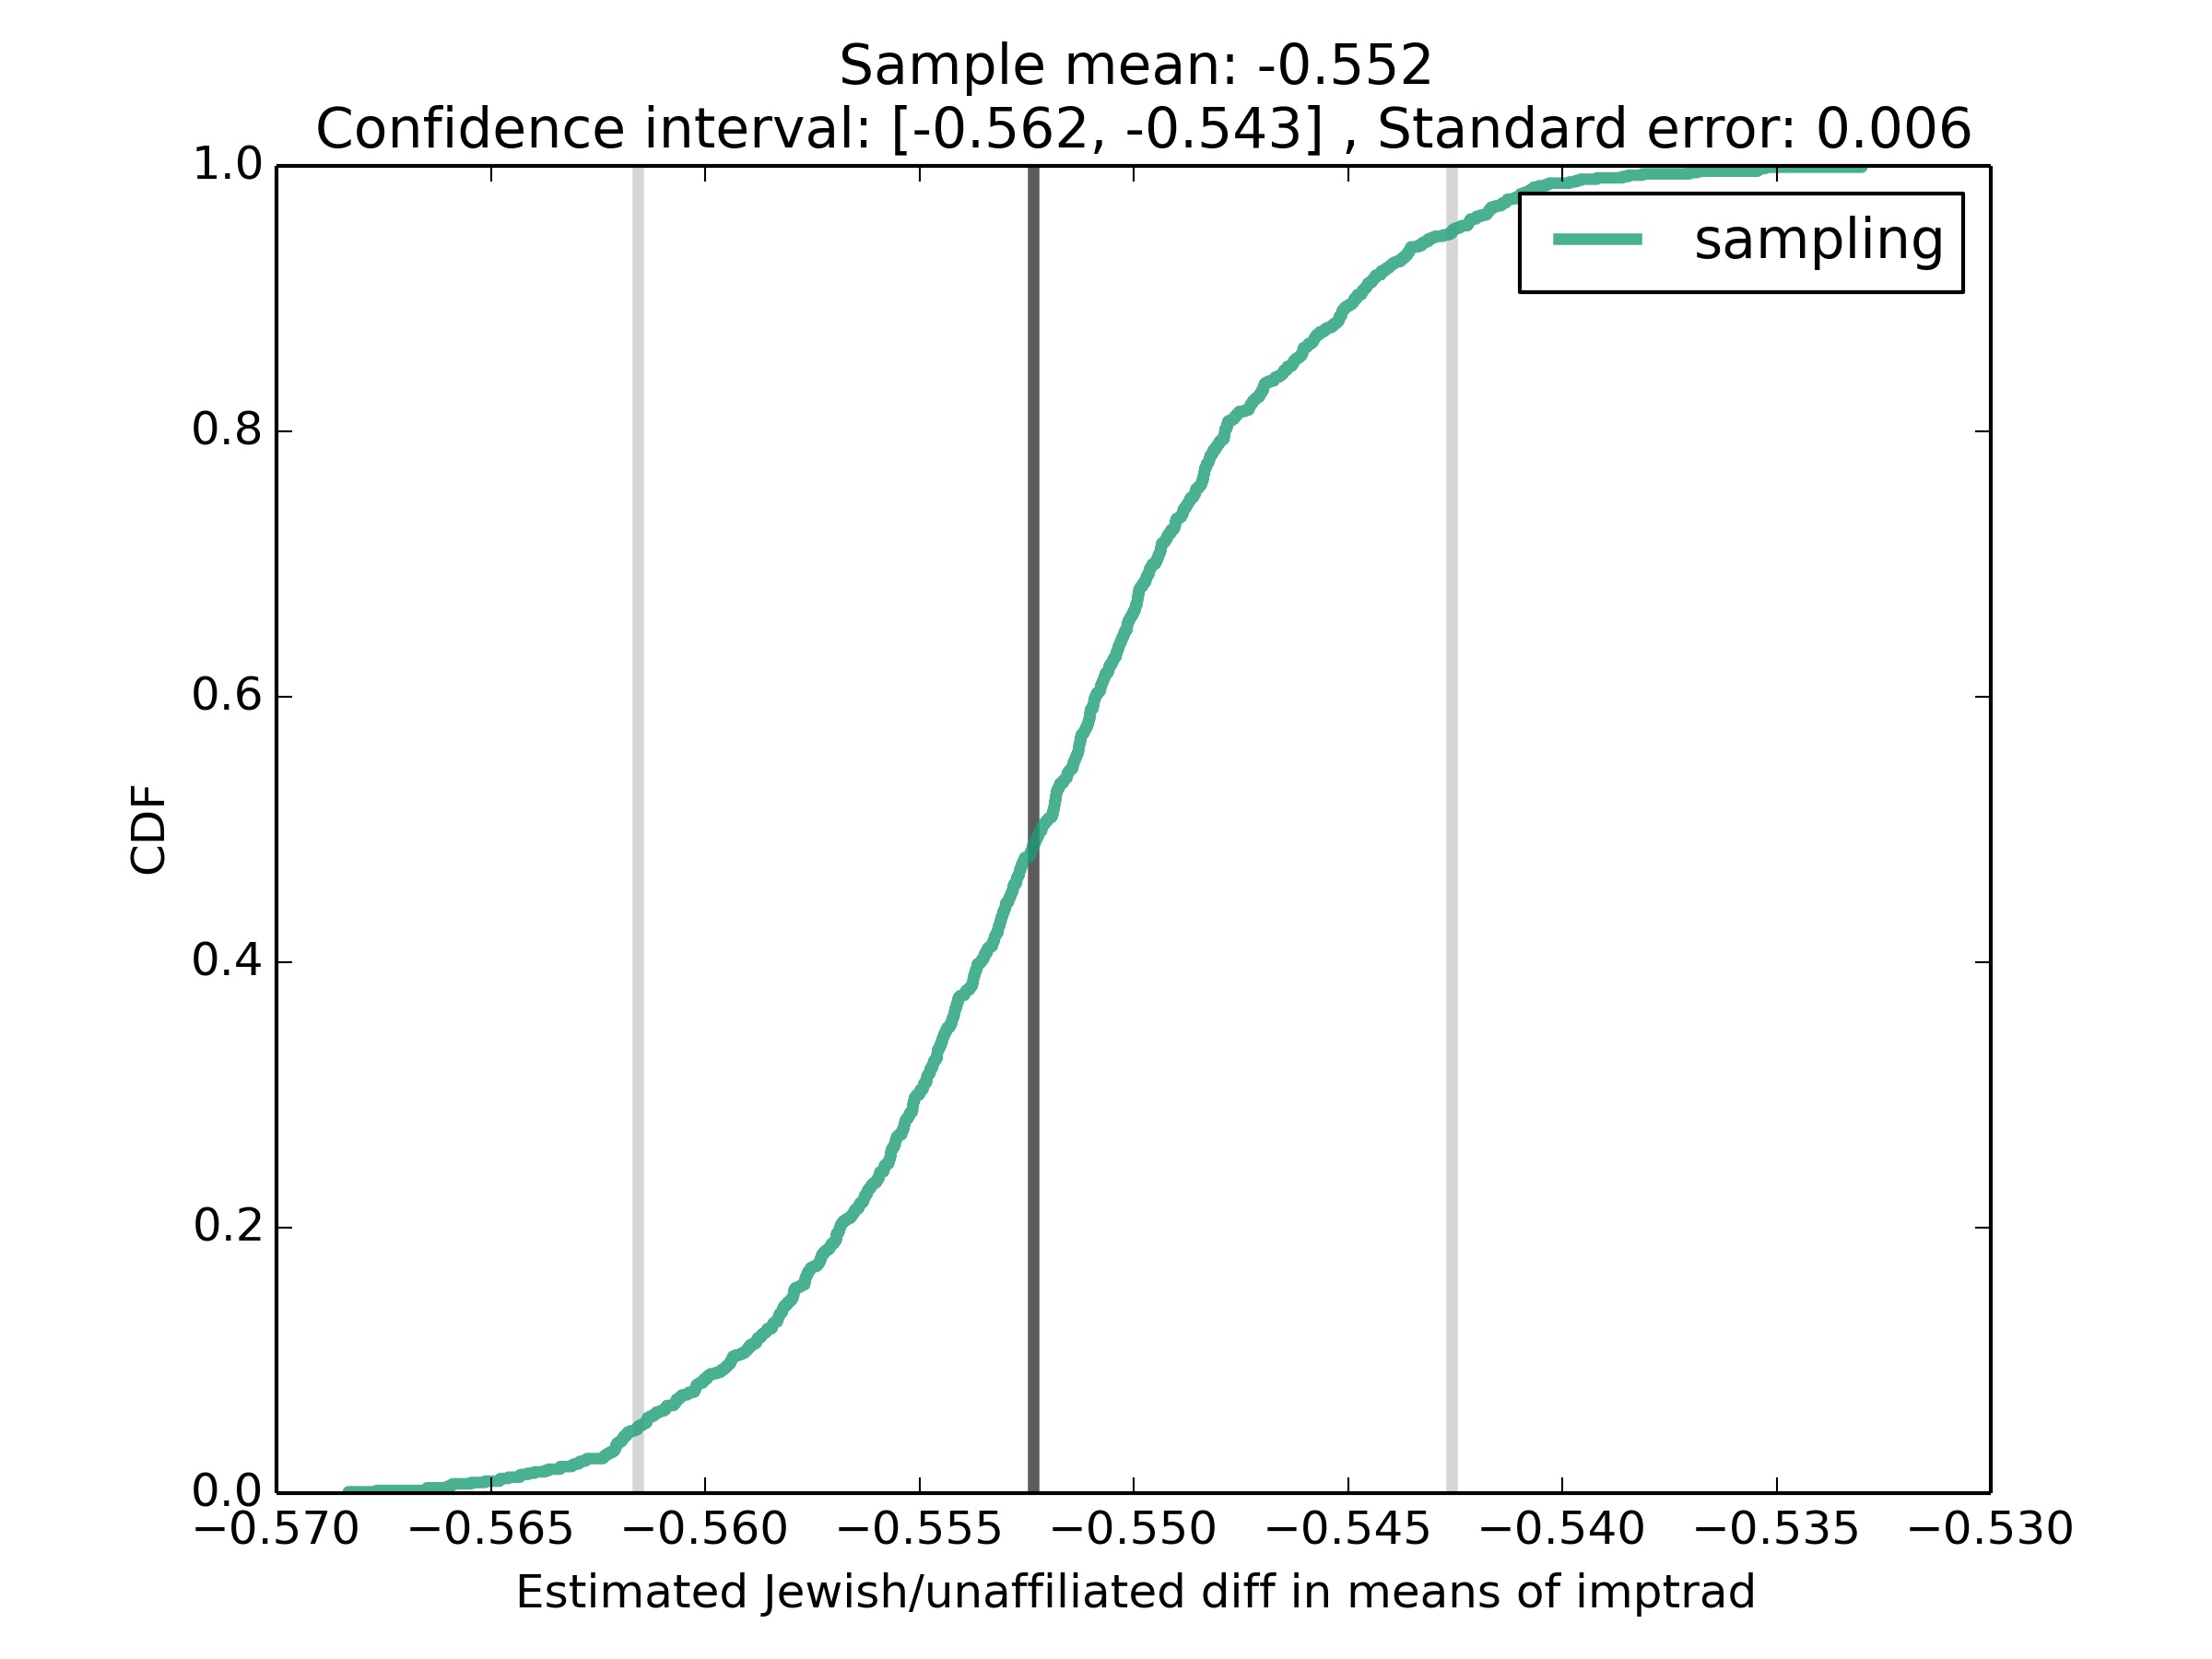 Sample mean: -0.552
Confidence interval: [-0.562, -0.543] , Standard error: 0.006
1.0
sampling
0.8
0.6
CDF
0.4
0.2
0.0
−0.570 −0.565 −0.560 −0.555 −0.550 −0.545 −0.540 −0.535 −0.530
Estimated Jewish/unaffiliated diff in means of imptrad